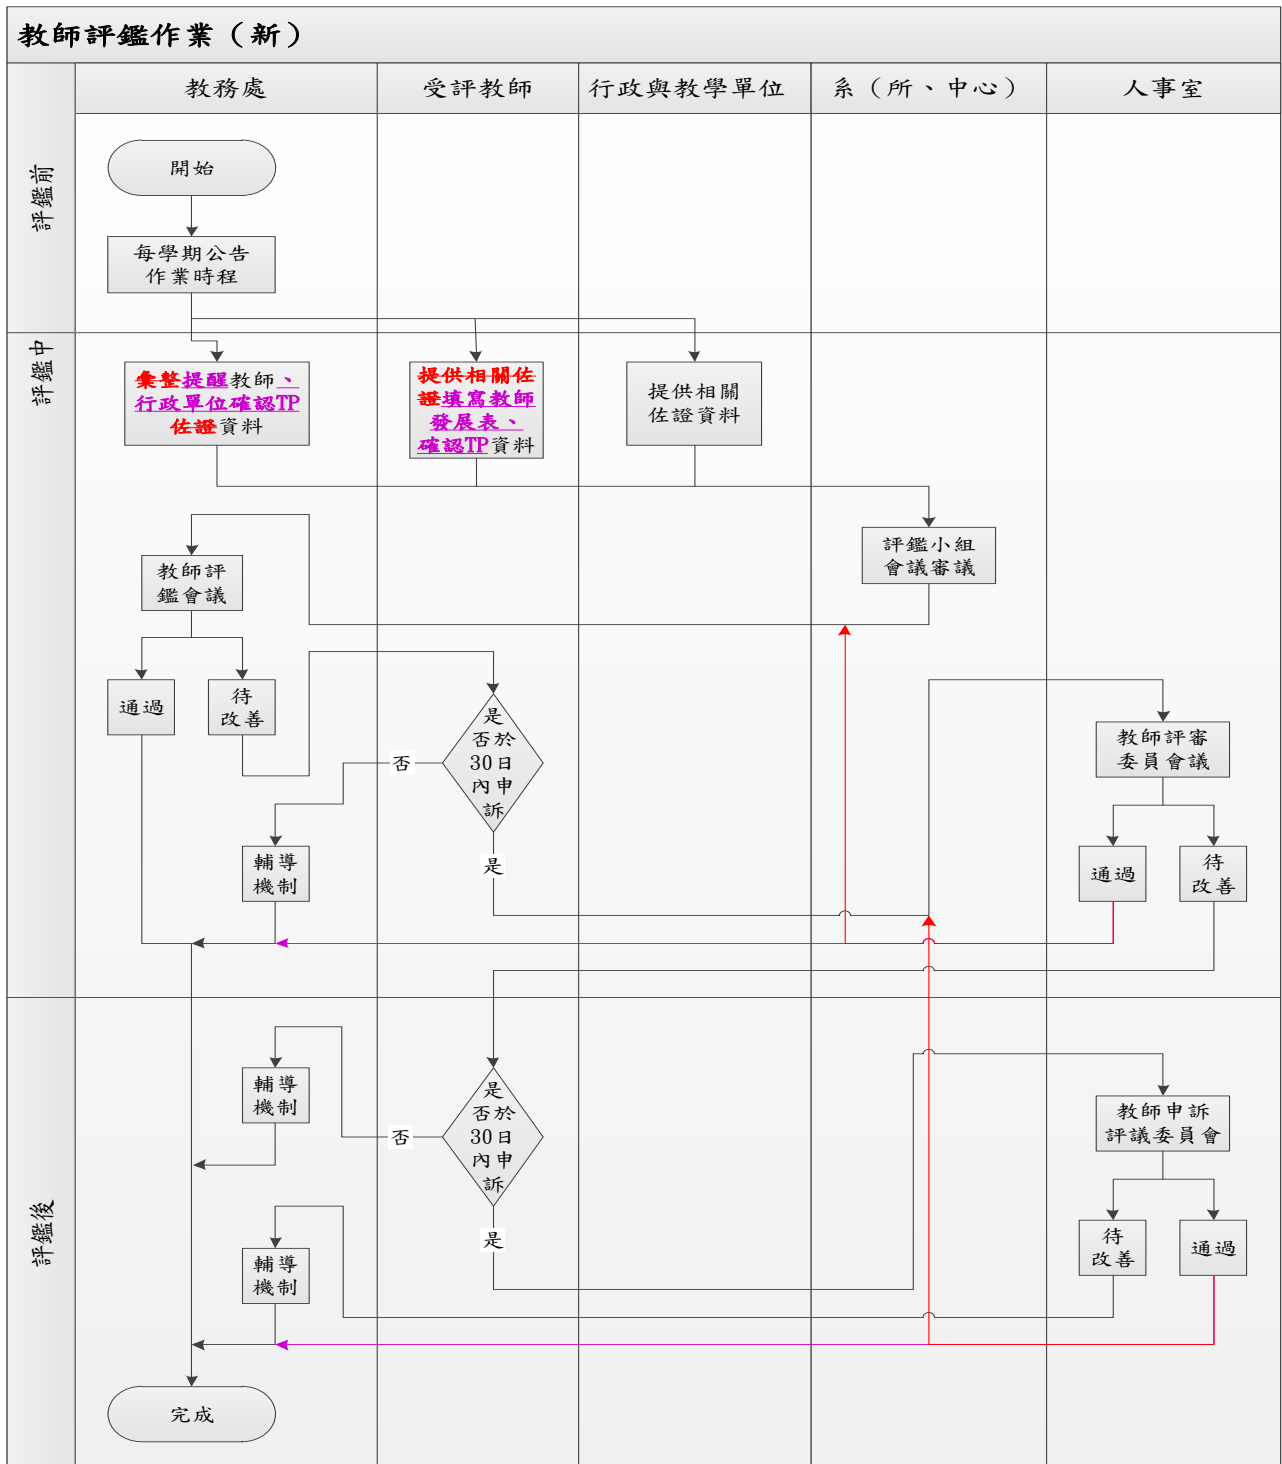 教師評鑑作業（新）
教務處
受評教師
行政與教學單位
系（所、中心）
人事室
評鑑前
開始
每學期公告
作業時程
評鑑中
彙整提醒教師、
行政單位確認TP
佐證資料
提供相關佐
證填寫教師
發展表、
確認TP資料
提供相關
佐證資料
評鑑小組
會議審議
教師評
鑑會議
通過
待
改善
是
否於
30日
內申
訴
否
是
輔導
機制
教師評審
委員會議
通過
待
改善
評鑑後
輔導
機制
是
否於
30日
內申
訴
否
是
教師申訴
評議委員會
待
改善
通過
輔導
機制
完成